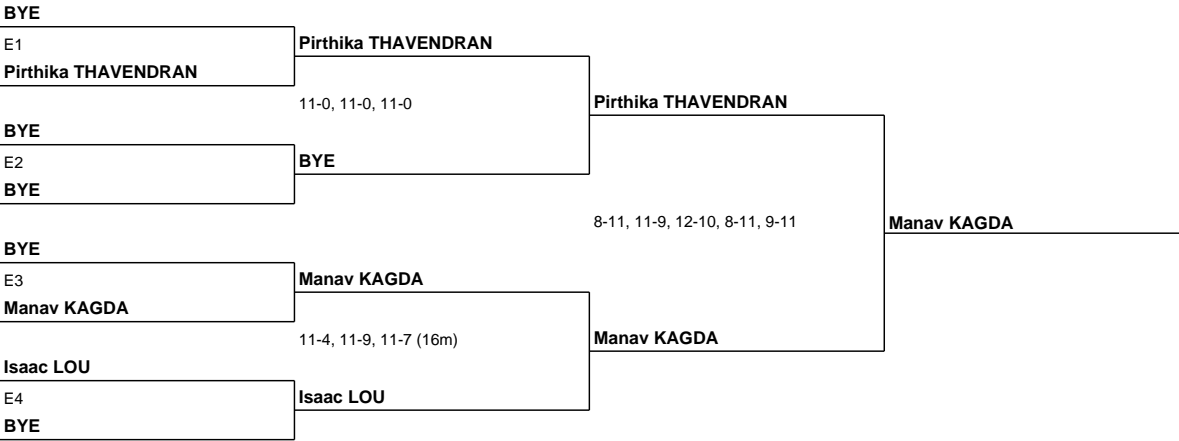 BYE
E1
Pirthika THAVENDRAN
Pirthika THAVENDRAN
11-0, 11-0, 11-0
Pirthika THAVENDRAN
BYE
E2
BYE
BYE
8-11, 11-9, 12-10, 8-11, 9-11
Manav KAGDA
BYE
E3
Manav KAGDA
Manav KAGDA
11-4, 11-9, 11-7 (16m)
Manav KAGDA
Isaac LOU
E4
BYE
Isaac LOU